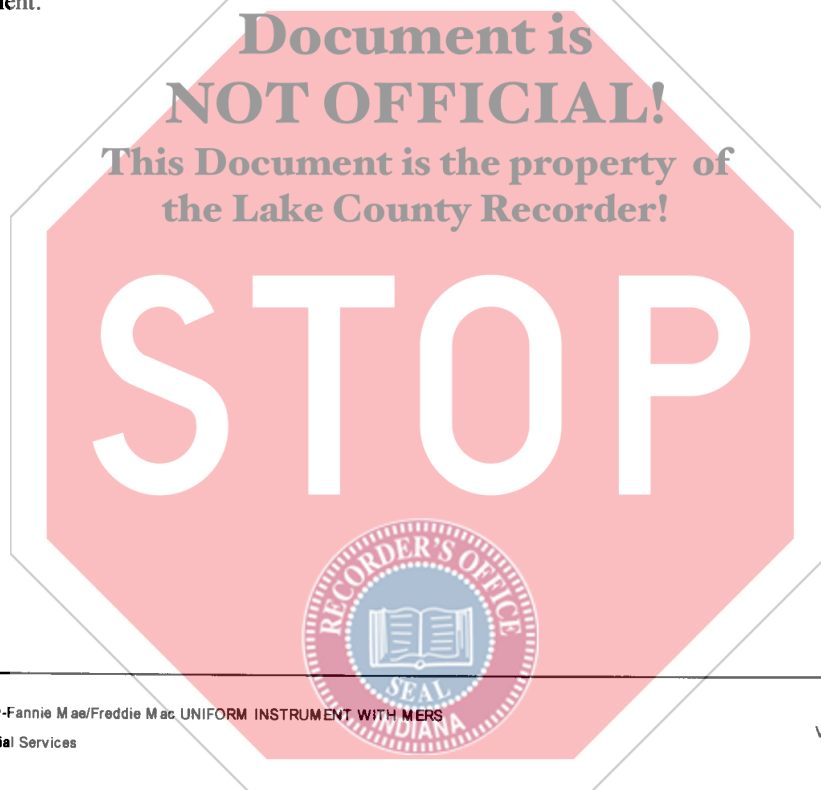 Document is
NOT OFFICIAL!
This Document is the property of
the Lake County Recorder!
STOP
RECORDER'S OFFICE
SEAL
INDIANA
-Fannie Mae/Freddie Mac UNIFORM INSTRUMENT WITH MERS
ial Services